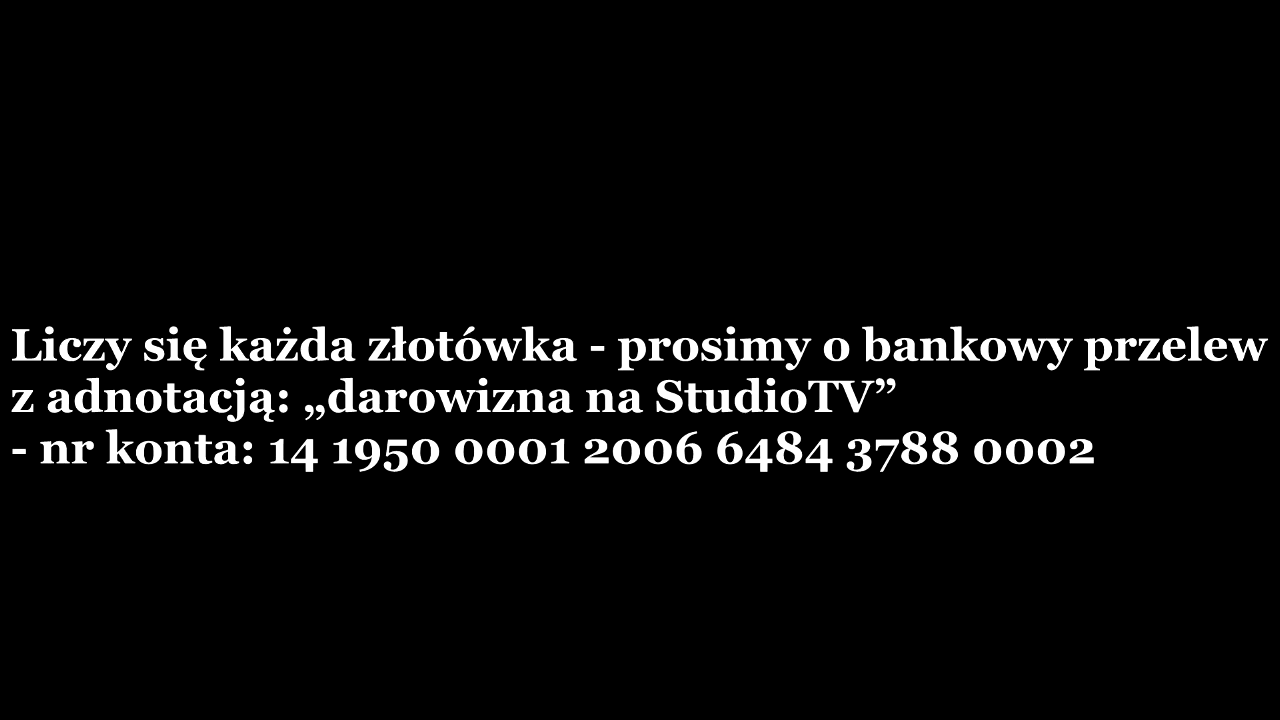 Liczy się każda złotówka - prosimy o bankowy przelew
z adnotacją: „darowizna na StudioTV”
- nr konta: 14 1950 0001 2006 6484 3788 0002